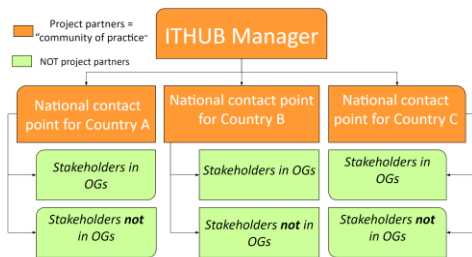 Project partners =
“community of practice”
NOT project partners
ITHUB Manager
National contact
point for Country A
National contact point
for Country B
National contact
point for Country C
Stakeholders in
OGs
Stakeholders in OGs
Stakeholders in
OGs
Stakeholders not
in OGs
Stakeholders not in
OGs
Stakeholders not
in OGs